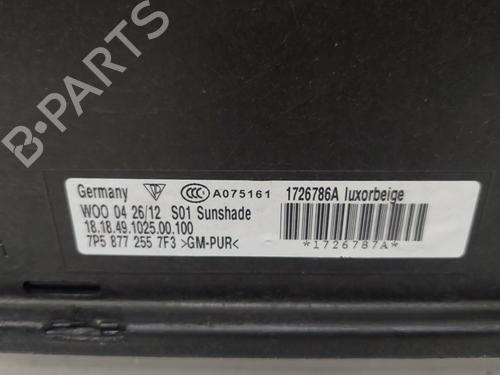 Germany CCC A075161 1726786A luxorbeige
WOO 04 26/12 S01 Sunshade
18.18.49.1025.00.100
7P5 877 255 7F3 >GM-PUR<
*1726787A*
B-PARTS